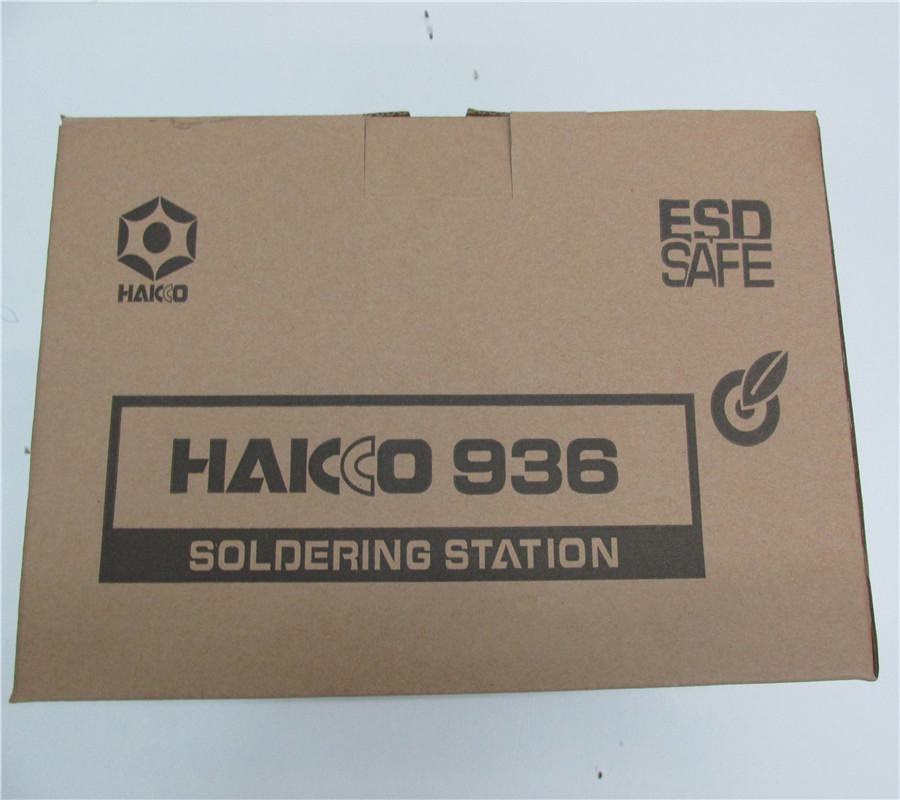 HAKKO
ESD
SAFE
HAKKO 936
SOLDERING STATION